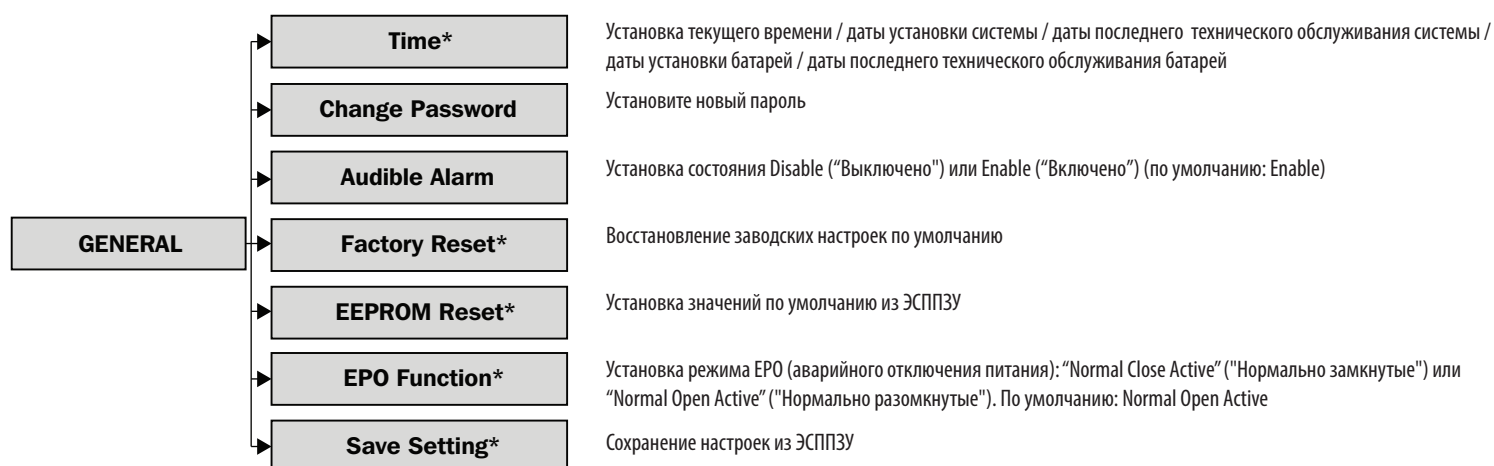 Time*
Установка текущего времени / даты установки системы / даты последнего технического обслуживания системы /
даты установки батарей / даты последнего технического обслуживания батарей
Change Password
Установите новый пароль
Audible Alarm
Установка состояния Disable (“Выключено") или Enable (“Включено”) (по умолчанию: Enable)
GENERAL
Factory Reset*
Восстановление заводских настроек по умолчанию
EEPROM Reset*
Установка значений по умолчанию из ЭСППЗУ
EPO Function*
Установка режима EPO (аварийного отключения питания): “Normal Close Active” ("Нормально замкнутые") или
“Normal Open Active” ("Нормально разомкнутые"). По умолчанию: Normal Open Active
Save Setting*
Сохранение настроек из ЭСППЗУ